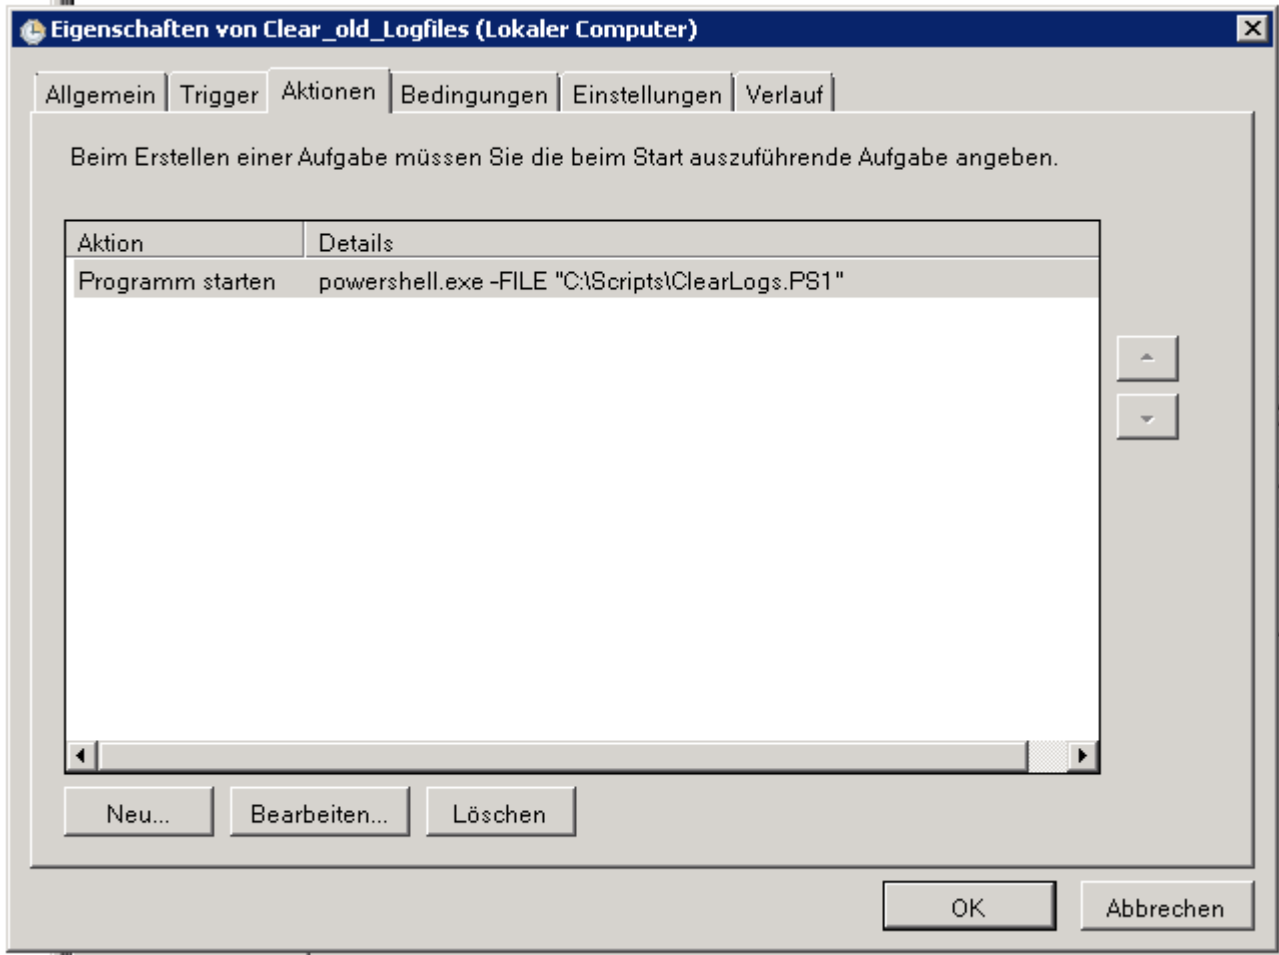 Eigenschaften von Clear_old_Logfiles (Lokaler Computer)
Allgemein Trigger Aktionen Bedingungen Einstellungen Verlauf
Beim Erstellen einer Aufgabe müssen Sie die beim Start auszuführende Aufgabe angeben.
Aktion Details
Programm starten powershell.exe -FILE "C:\Scripts\ClearLogs.PS1"
Neu... Bearbeiten... Löschen
OK Abbrechen